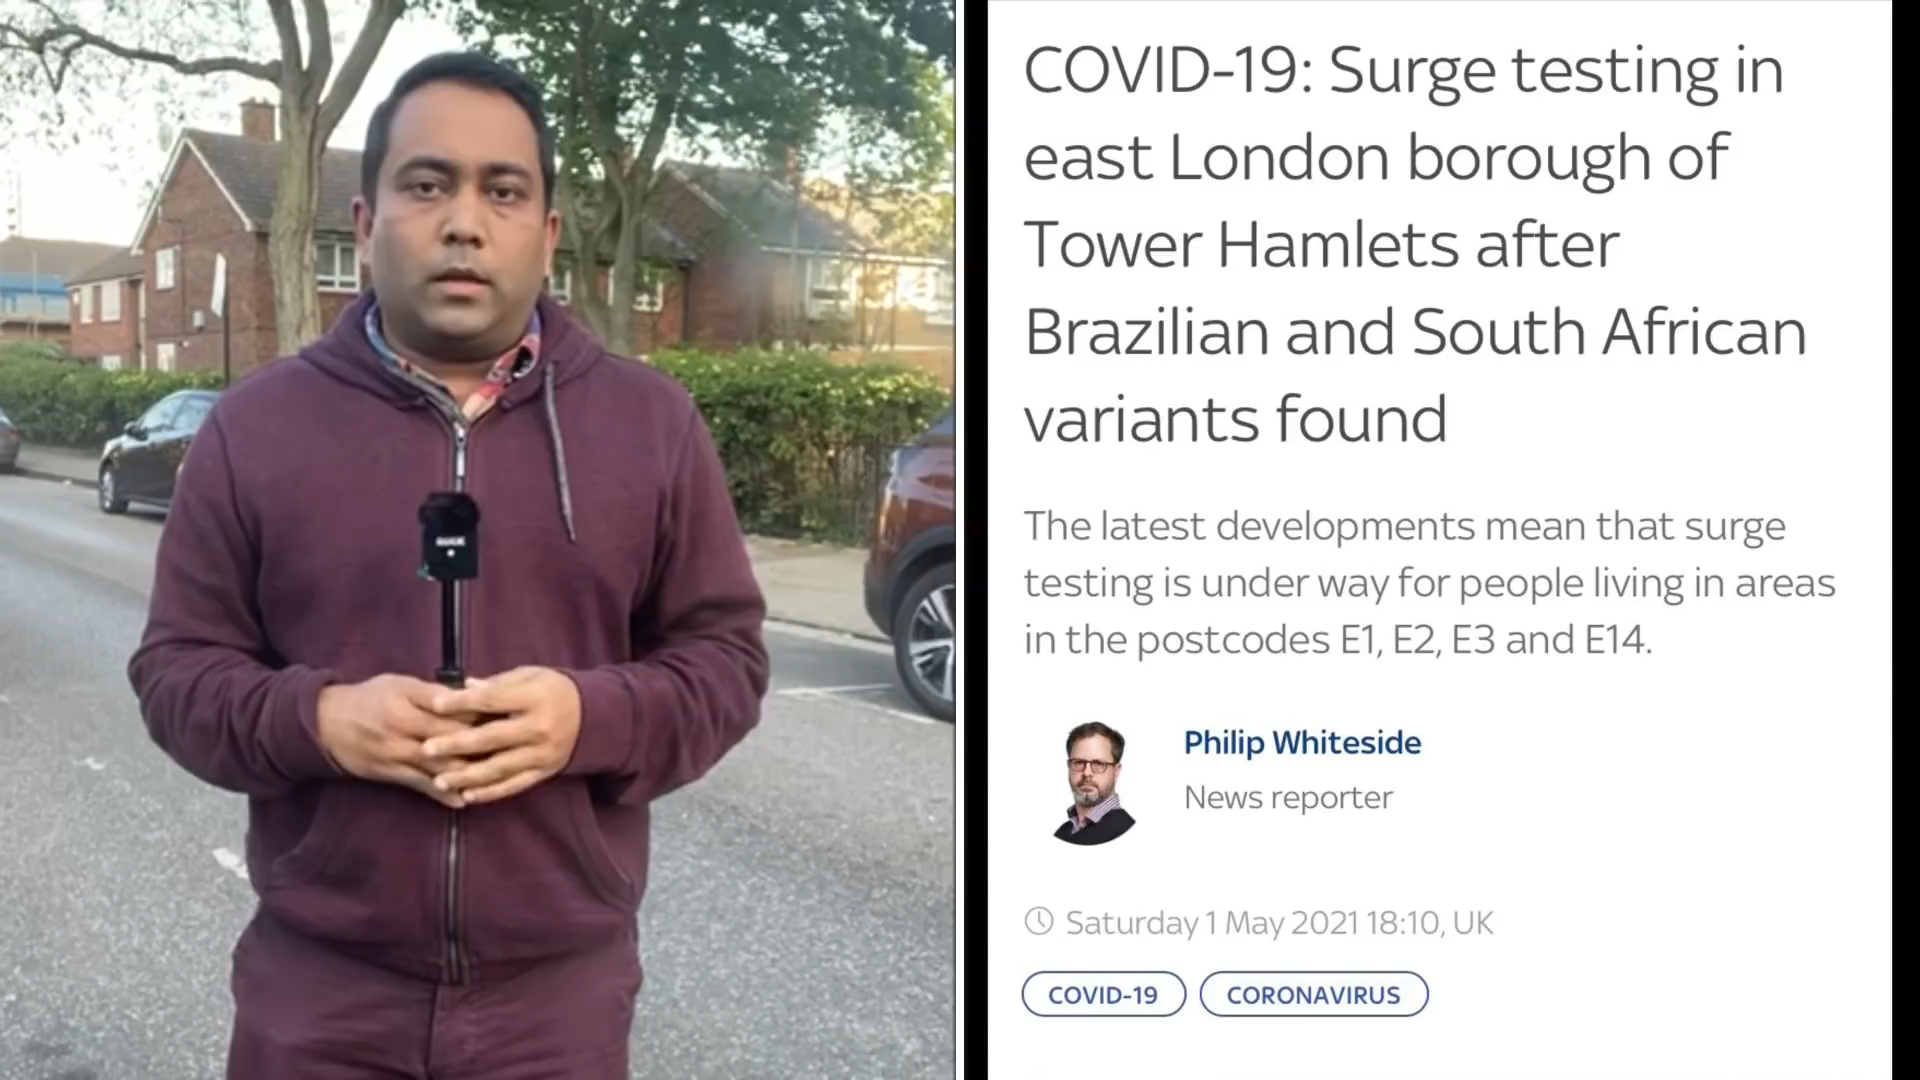 COVID-19: Surge testing in
east London borough of
Tower Hamlets after
Brazilian and South African
variants found
The latest developments mean that surge
testing is under way for people living in areas
in the postcodes E1, E2, E3 and E14.
Philip Whiteside
News reporter
Saturday 1 May 2021 18:10, UK
COVID-19
CORONAVIRUS